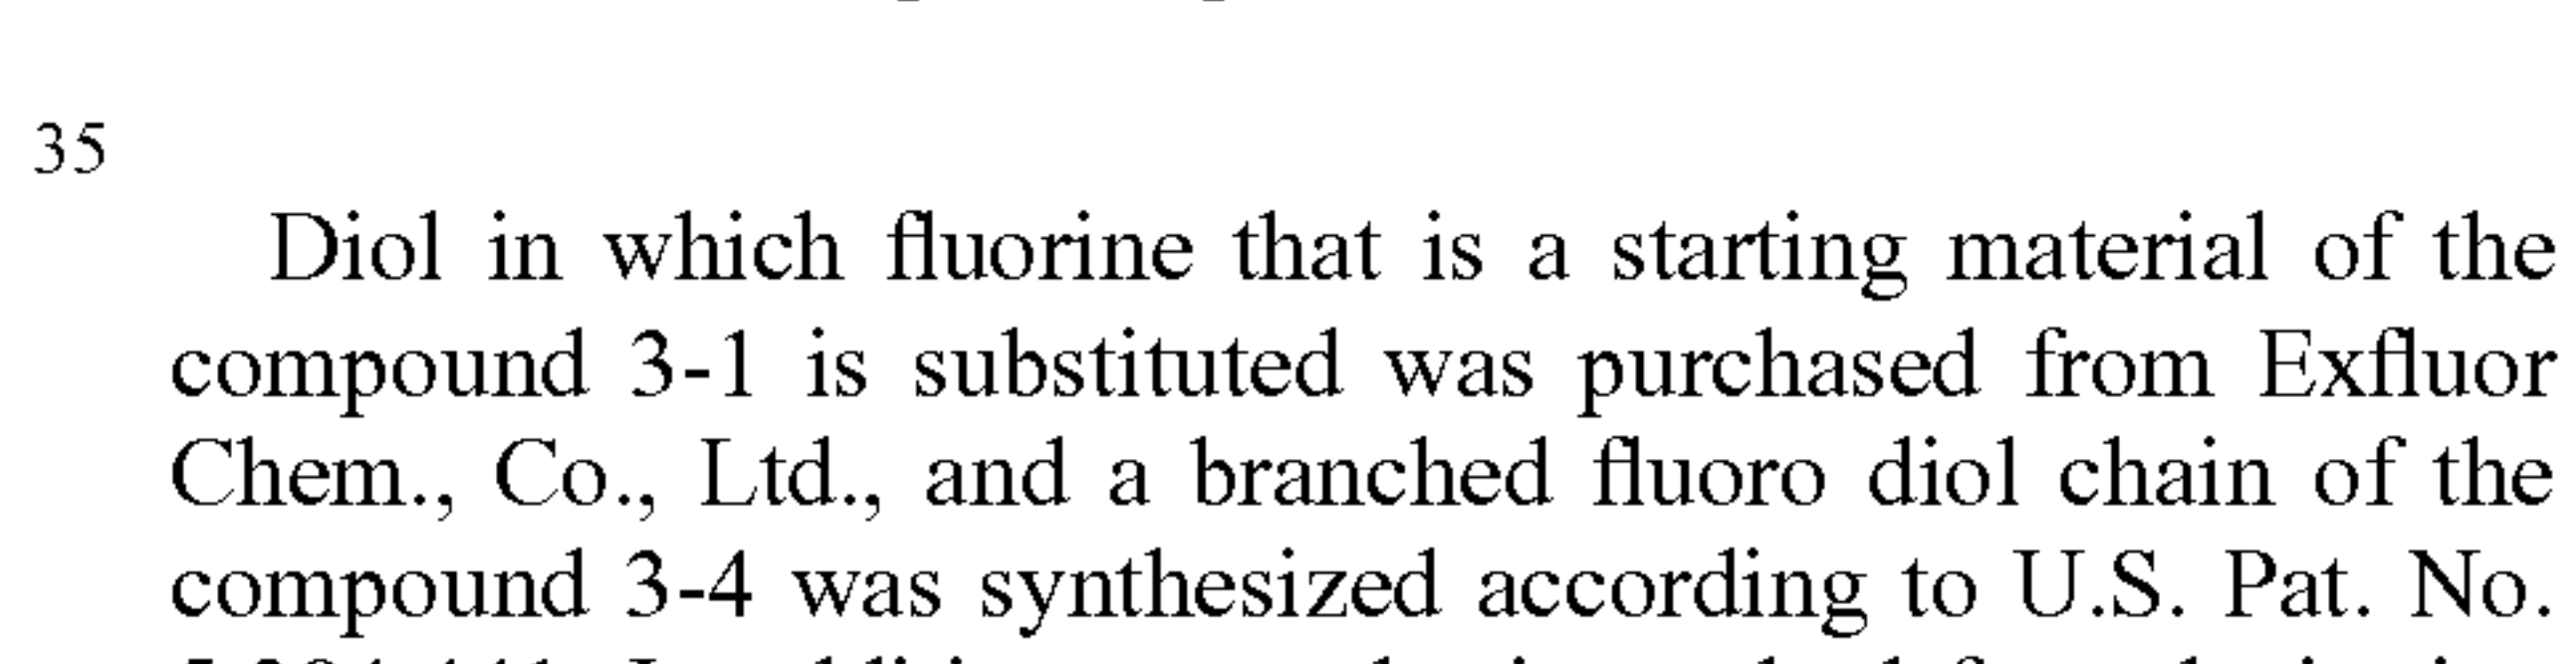 35
Diol in which fluorine that is a starting material of the
compound 3-1 is substituted was purchased from Exfluor
Chem., Co., Ltd., and a branched fluoro diol chain of the
compound 3-4 was synthesized according to U.S. Pat. No.